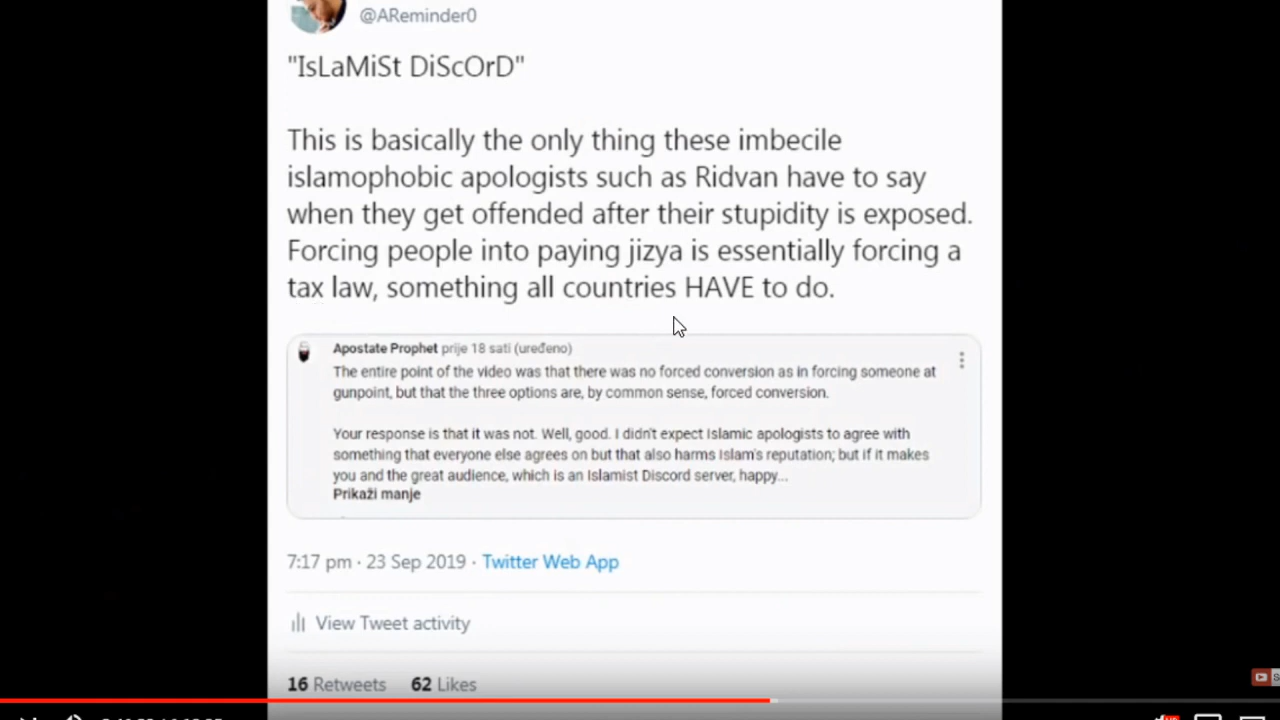 @AReminder0
"IsLaMiSt DiScOrD"
This is basically the only thing these imbecile
islamophobic apologists such as Ridvan have to say
when they get offended after their stupidity is exposed.
Forcing people into paying jizya is essentially forcing a
tax law, something all countries HAVE to do.
Apostate Prophet prije 18 sati (uređeno)
The entire point of the video was that there was no forced conversion as in forcing someone at
gunpoint, but that the three options are, by common sense, forced conversion.
Your response is that it was not. Well, good. I didn't expect Islamic apologists to agree with
something that everyone else agrees on but that also harms Islam's reputation; but if it makes
you and the great audience, which is an Islamist Discord server, happy...
Prikaži manje
7:17 pm · 23 Sep 2019 · Twitter Web App
View Tweet activity
16 Retweets 62 Likes